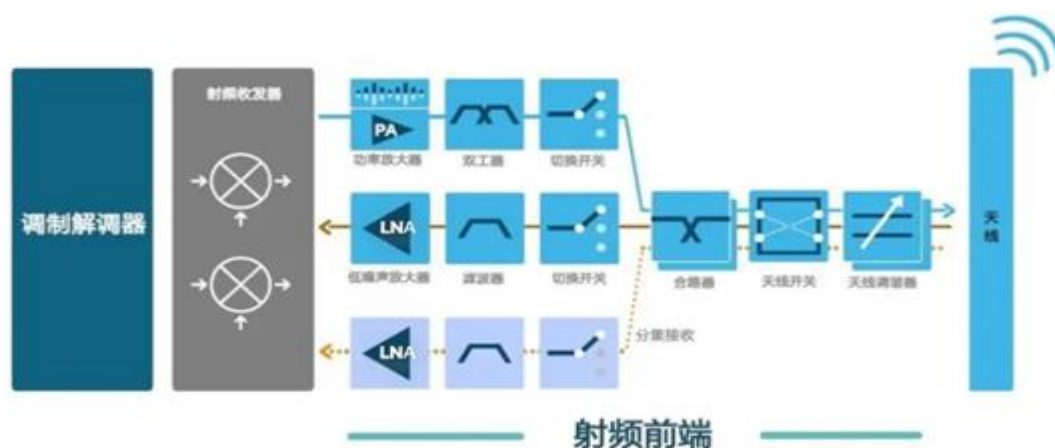 调制解调器
射频收发器
PA
功率放大器
双工器
切换开关
LNA
低噪声放大器
滤波器
切换开关
LNA
分集接收
合路器
天线开关
天线调谐器
天线
射频前端